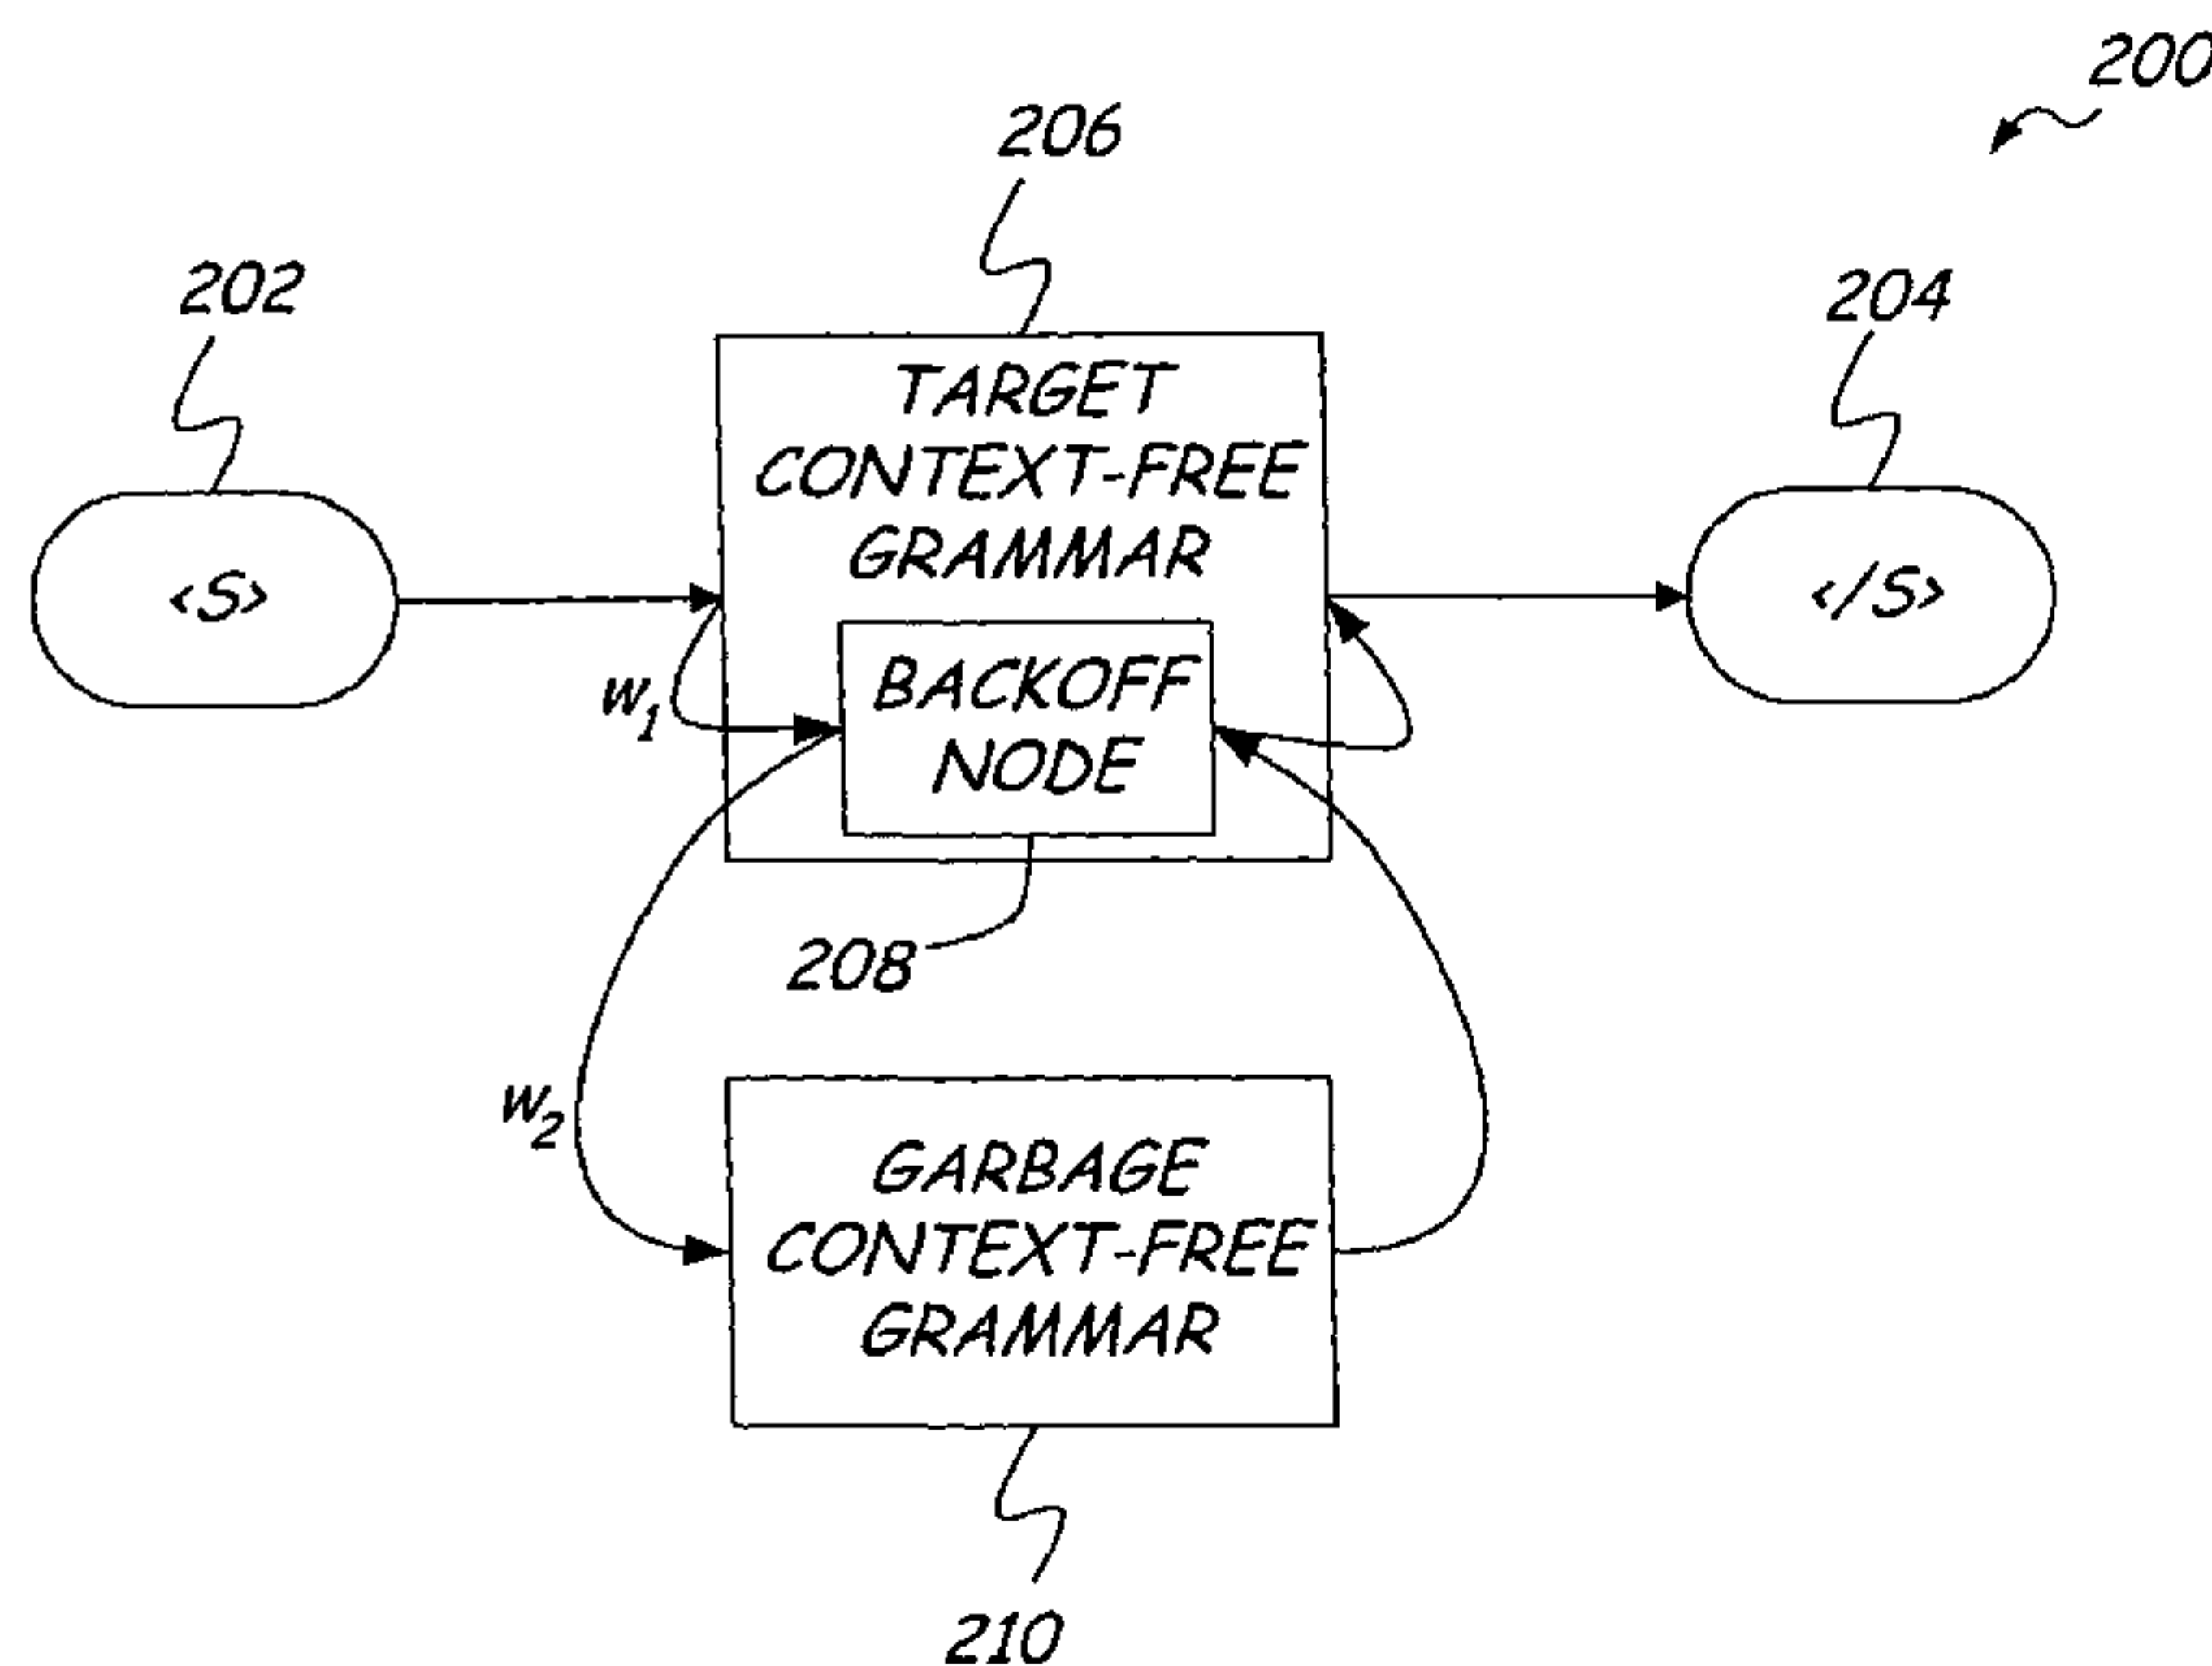 200
206
202
204
TARGET
CONTEXT-FREE
GRAMMAR
<S>
</S>
BACKOFF
NODE
W1
208
W2
GARBAGE
CONTEXT-FREE
GRAMMAR
210